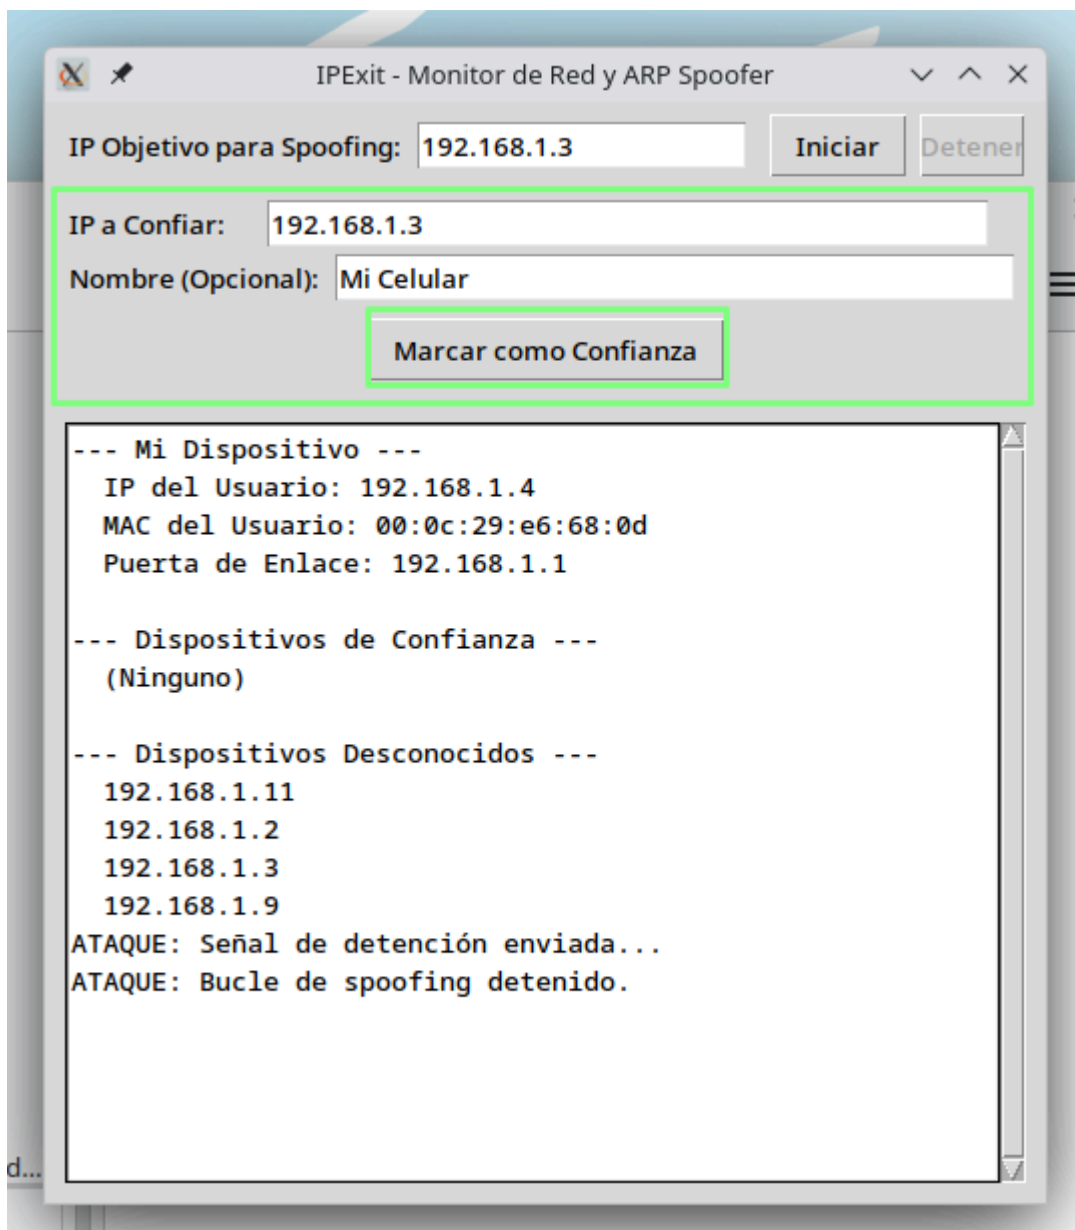 IPExit - Monitor de Red y ARP Spoofer
IP Objetivo para Spoofing: 192.168.1.3 Iniciar Detener
IP a Confiar: 192.168.1.3
Nombre (Opcional): Mi Celular
Marcar como Confianza
--- Mi Dispositivo ---
IP del Usuario: 192.168.1.4
MAC del Usuario: 00:0c:29:e6:68:0d
Puerta de Enlace: 192.168.1.1
--- Dispositivos de Confianza ---
(Ninguno)
--- Dispositivos Desconocidos ---
192.168.1.11
192.168.1.2
192.168.1.3
192.168.1.9
ATAQUE: Señal de detención enviada...
ATAQUE: Bucle de spoofing detenido.
d...